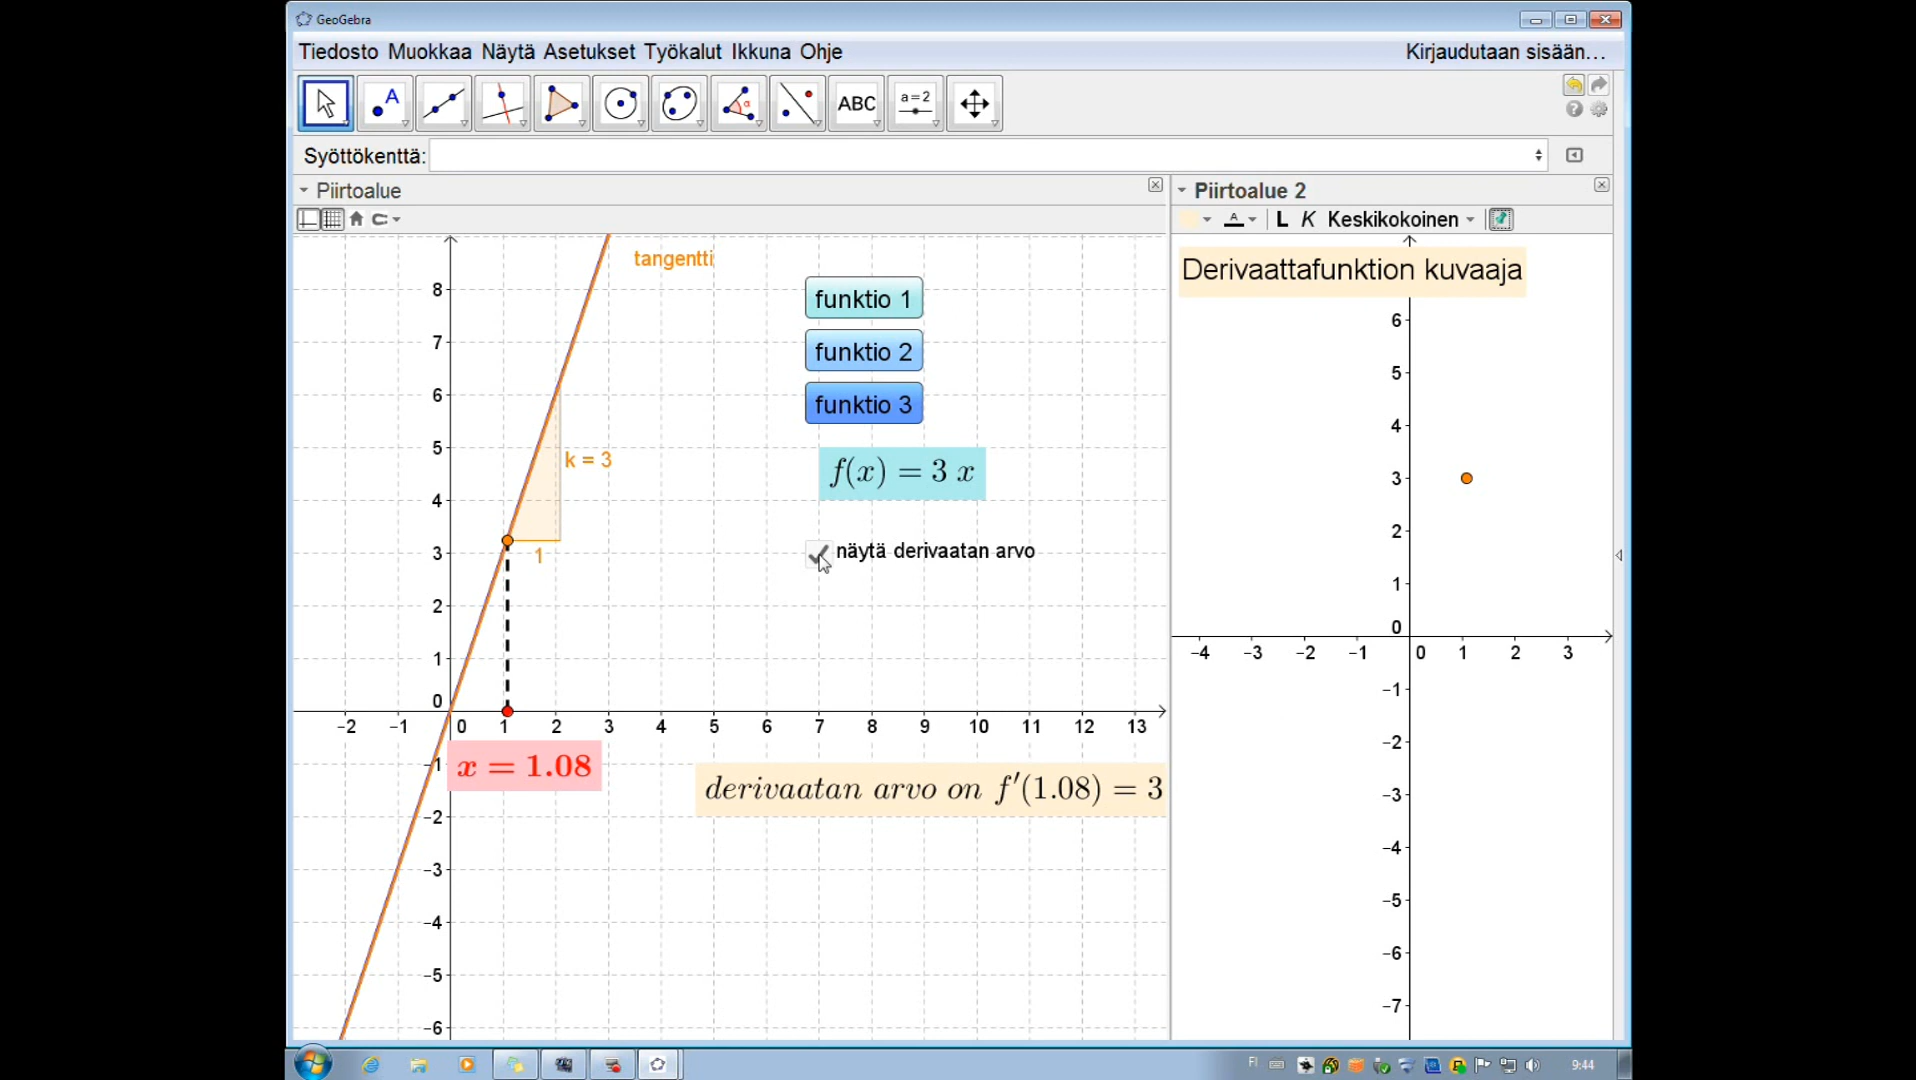 GeoGebra
Tiedosto Muokkaa Näytä Asetukset Työkalut Ikkuna Ohje
Kirjaudutaan sisään...
A
α
ABC
a=2
Syöttökenttä:
Piirtoalue
Piirtoalue 2
A
L K Keskikokoinen
tangentti
8
7
6
5
4
3
2
1
0
-1
-2
-3
-4
-5
-6
-2 -1 0 1 2 3 4 5 6 7 8 9 10 11 12 13
k = 3
1
funktio 1
funktio 2
funktio 3
f(x) = 3 x
näytä derivaatan arvo
x = 1.08
derivaatan arvo on f′(1.08) = 3
Derivaattafunktion kuvaaja
6
5
4
3
2
1
0
-4 -3 -2 -1 0 1 2 3
-1
-2
-3
-4
-5
-6
-7
FI
9:44